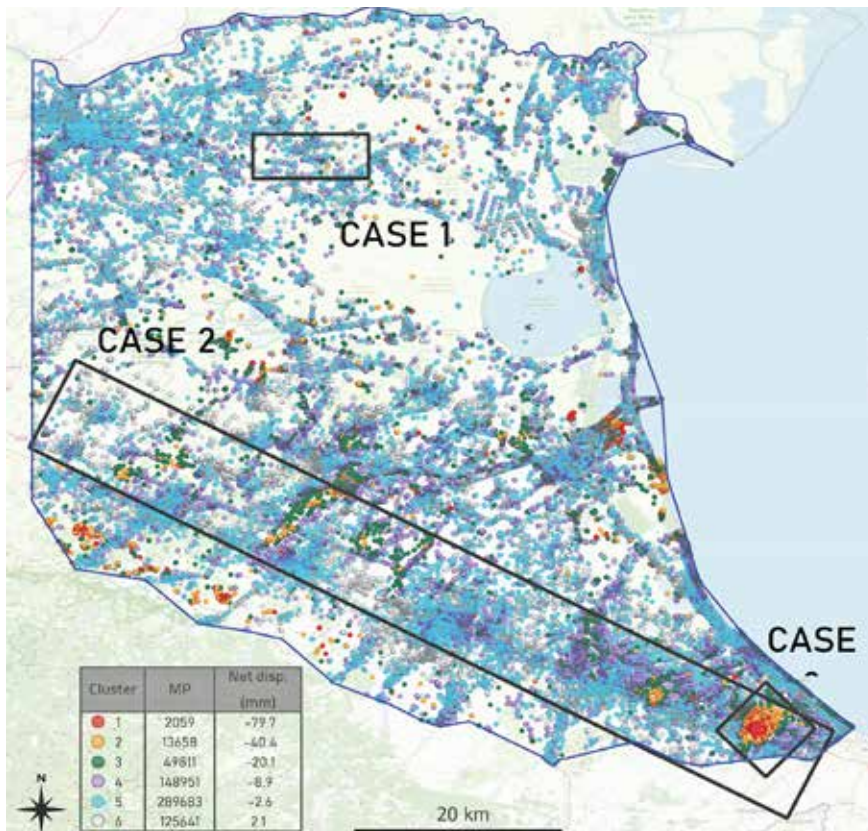 CASE 1
CASE 2
CASE
Cluster MP Net disp. (mm)
1 2059 -79.7
2 13658 -40.4
3 49811 -20.1
4 148951 -8.9
5 289683 -2.6
6 125641 2.1
N
20 km